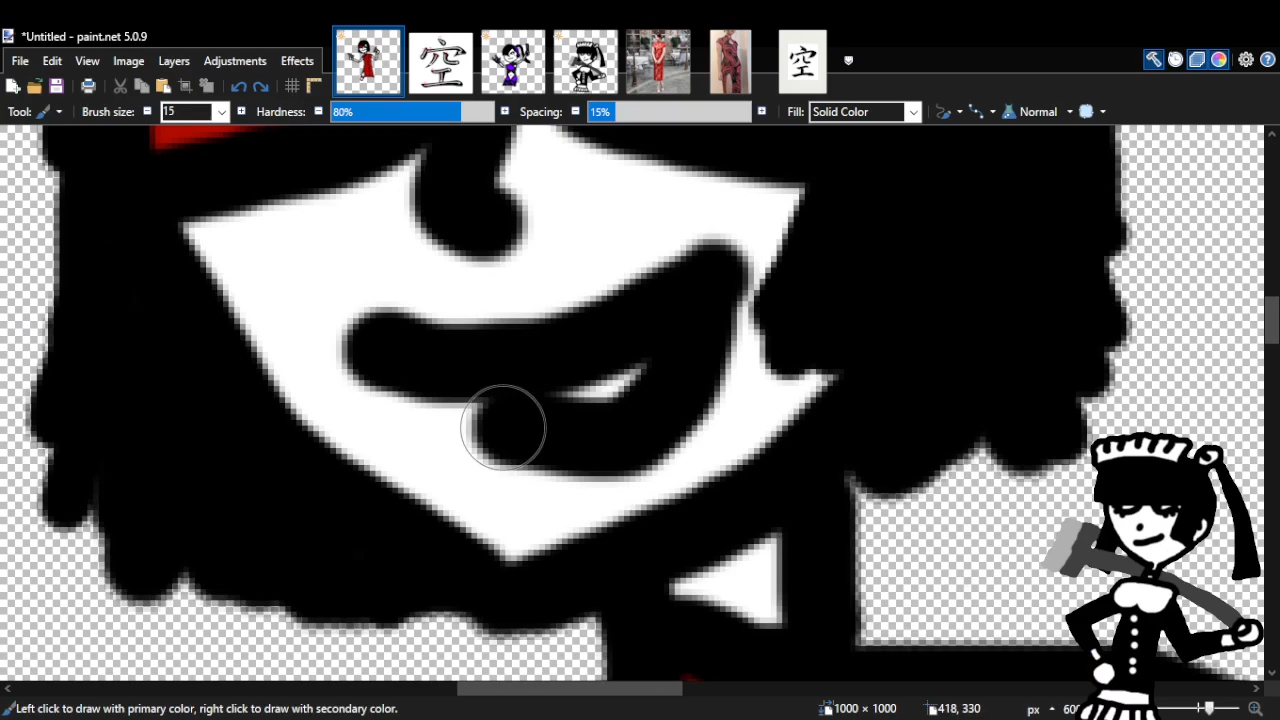 *Untitled - paint.net 5.0.9
File Edit View Image Layers Adjustments Effects
空
空
Tool: Brush size: 15 Hardness: 80% Spacing: 15% Fill: Solid Color Normal
Left click to draw with primary color, right click to draw with secondary color. 1000 × 1000 418, 330 px